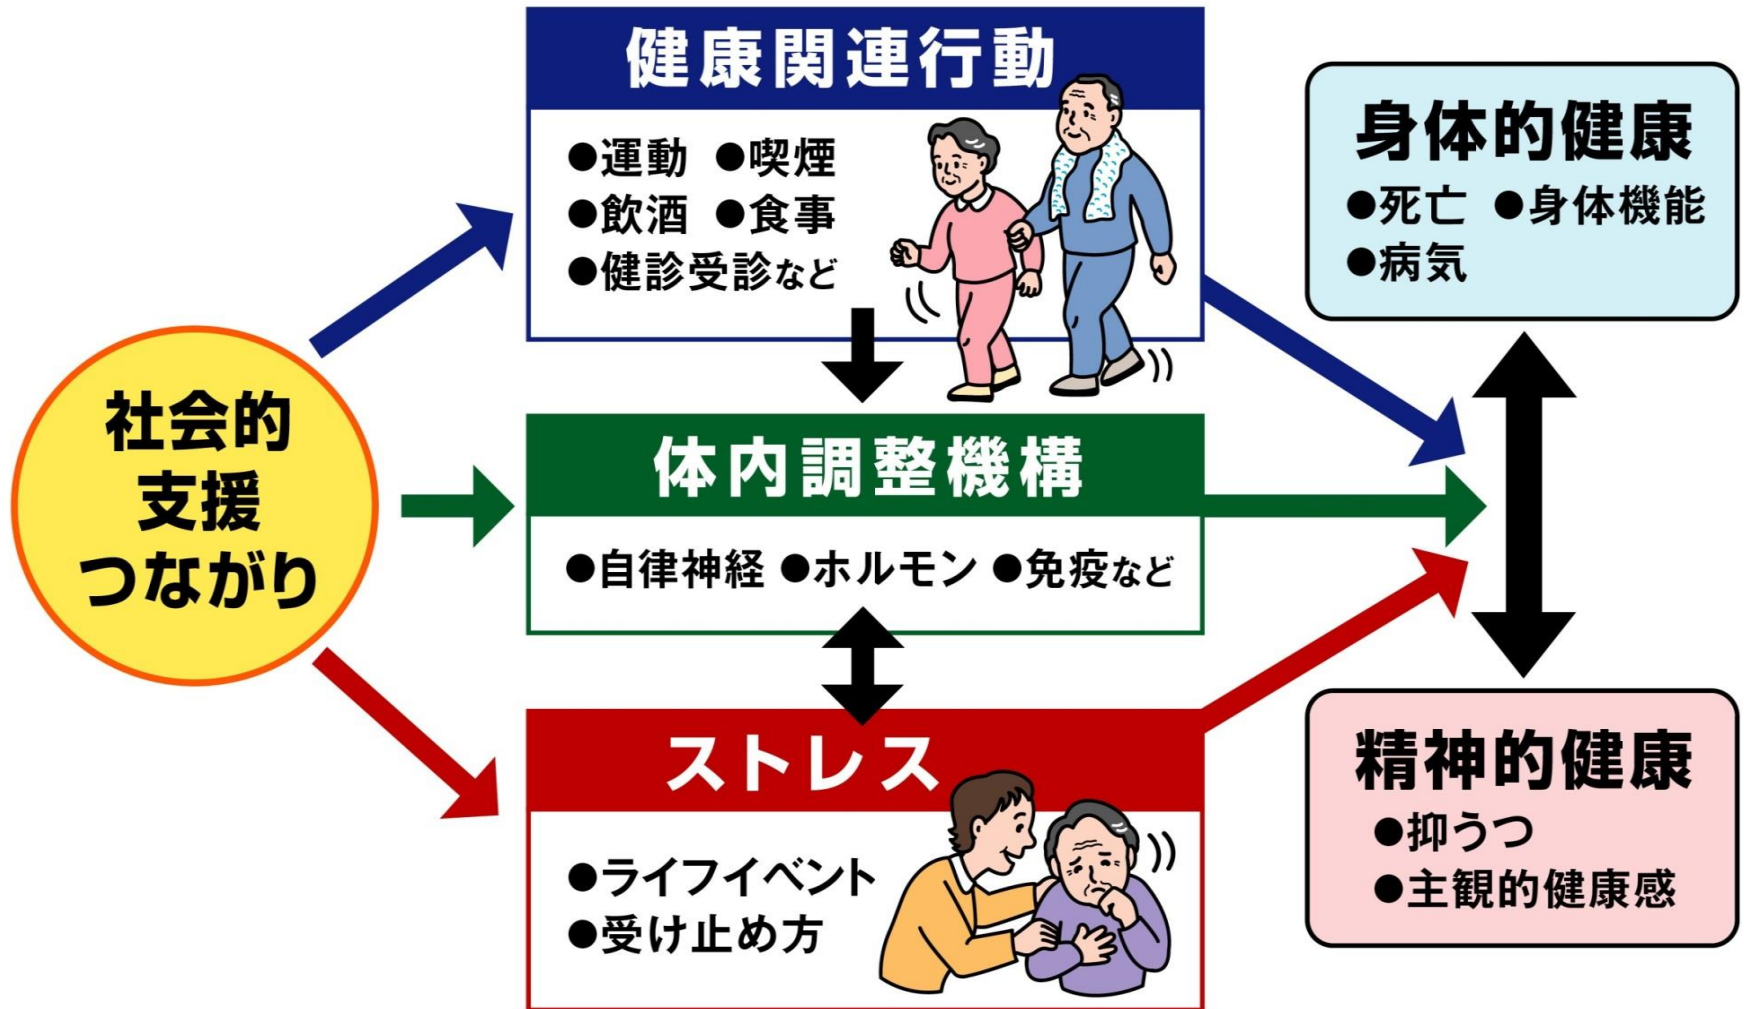 社会的
支援
つながり
健康関連行動
●運動 ●喫煙
●飲酒 ●食事
●健診受診など
体内調整機構
●自律神経 ●ホルモン ●免疫など
ストレス
●ライフイベント
●受け止め方
身体的健康
●死亡 ●身体機能
●病気
精神的健康
●抑うつ
●主観的健康感